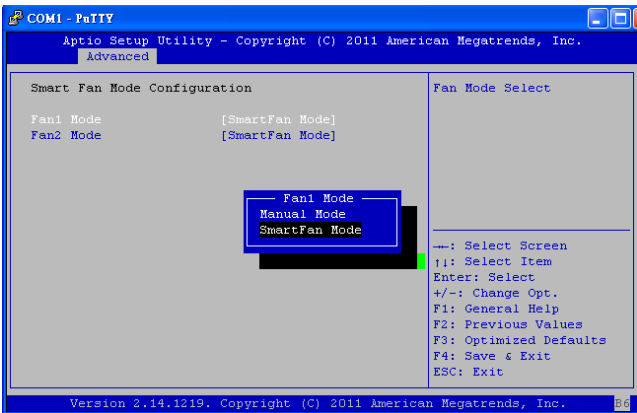 COM1 - PuTTY
Aptio Setup Utility - Copyright (C) 2011 American Megatrends, Inc.
Advanced
Smart Fan Mode Configuration
Fan1 Mode [SmartFan Mode]
Fan2 Mode [SmartFan Mode]
Fan1 Mode
Manual Mode
SmartFan Mode
Fan Mode Select
→←: Select Screen
↑↓: Select Item
Enter: Select
+/-: Change Opt.
F1: General Help
F2: Previous Values
F3: Optimized Defaults
F4: Save & Exit
ESC: Exit
Version 2.14.1219. Copyright (C) 2011 American Megatrends, Inc.
B6